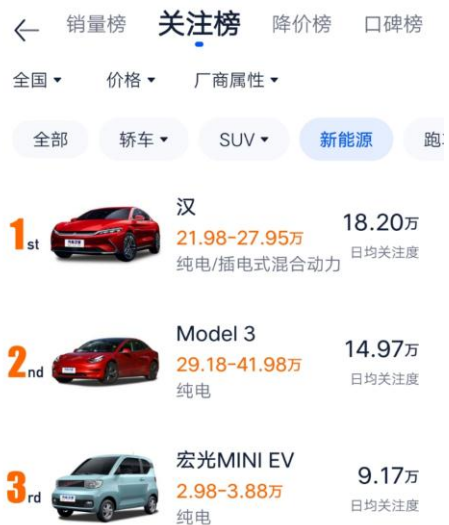 销量榜 关注榜 降价榜 口碑榜
全国 价格 厂商属性
全部 轿车 SUV 新能源 跑
1st
汉
21.98-27.95万
纯电/插电式混合动力
18.20万
日均关注度
2nd
Model 3
29.18-41.98万
纯电
14.97万
日均关注度
3rd
宏光MINI EV
2.98-3.88万
纯电
9.17万
日均关注度